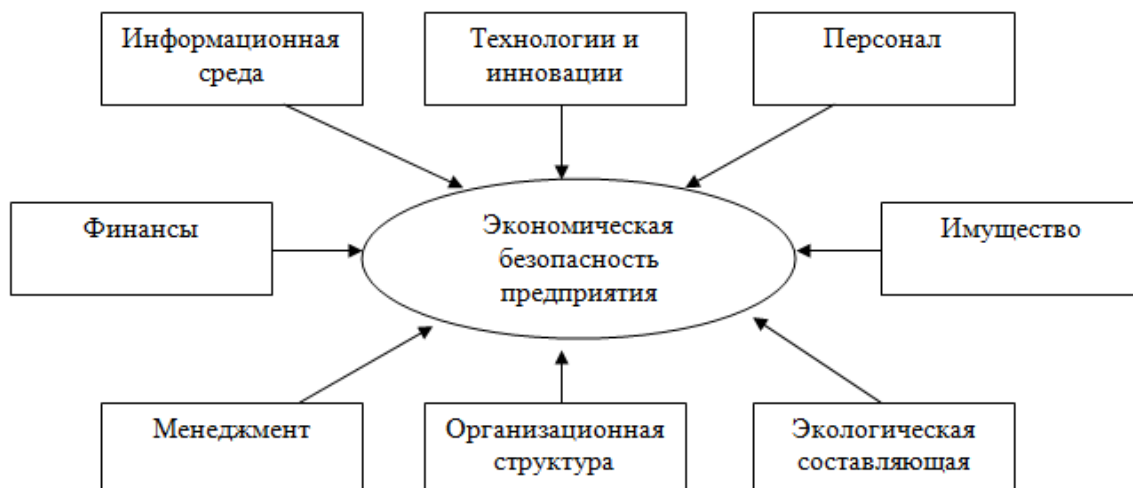 Информационная
среда
Технологии и
инновации
Персонал
Финансы
Экономическая
безопасность
предприятия
Имущество
Менеджмент
Организационная
структура
Экологическая
составляющая